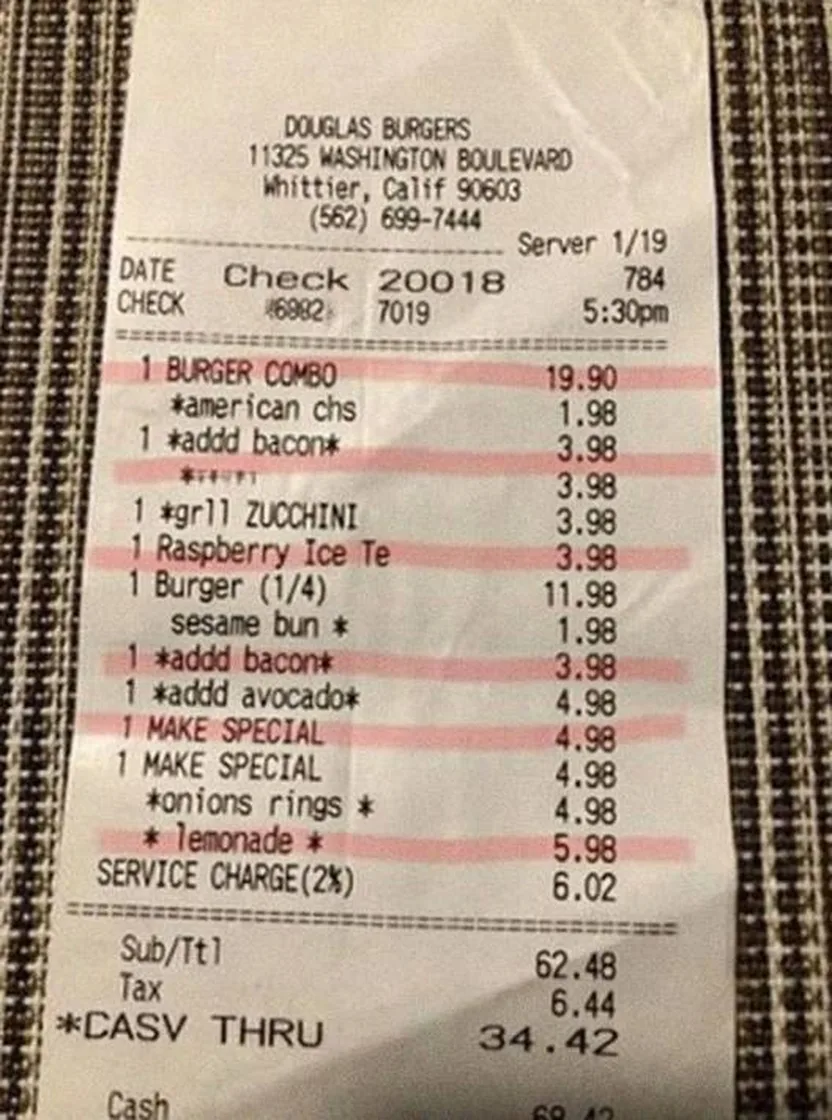 DOUGLAS BURGERS
11325 WASHINGTON BOULEVARD
Whittier, Calif 90603
(562) 699-7444
Server 1/19
DATE Check 20018 784
CHECK 7019 5:30pm
1 BURGER COMBO 19.90
*american chs 1.98
1 *addd bacon* 3.98
3.98
1 *grll ZUCCHINI 3.98
1 Raspberry Ice Te 3.98
1 Burger (1/4) 11.98
sesame bun * 1.98
1 *addd bacon* 3.98
1 *addd avocado* 4.98
1 MAKE SPECIAL 4.98
1 MAKE SPECIAL 4.98
*onions rings * 4.98
* lemonade * 5.98
SERVICE CHARGE(2%) 6.02
Sub/Ttl 62.48
Tax 6.44
*CASV THRU 34.42
Cash